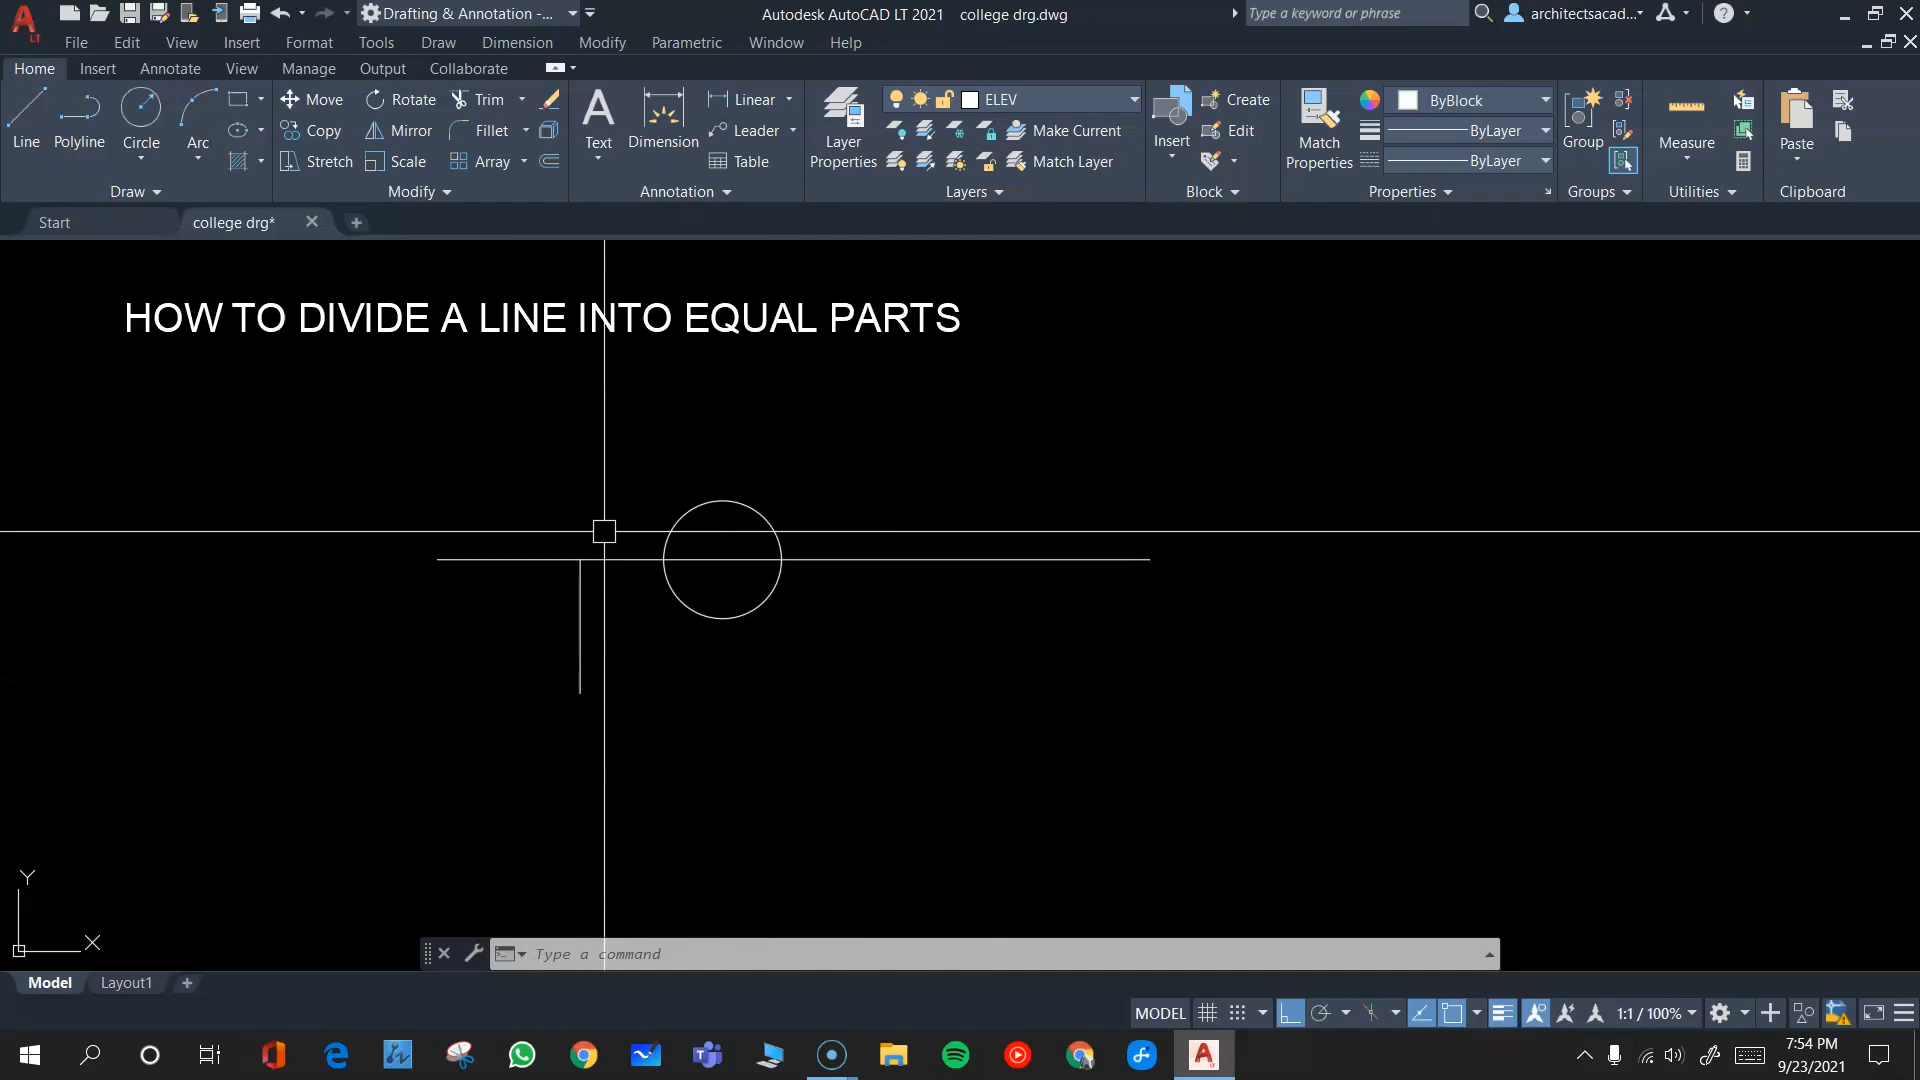 Drafting & Annotation -...
Autodesk AutoCAD LT 2021 college drg.dwg
Type a keyword or phrase
architectsacad...
File Edit View Insert Format Tools Draw Dimension Modify Parametric Window Help
Home Insert Annotate View Manage Output Collaborate
Line Polyline Circle Arc
Move Rotate Trim
Copy Mirror Fillet
Stretch Scale Array
Text Dimension
Linear
Leader
Table
Layer
Properties
ELEV
Make Current
Match Layer
Insert
Create
Edit
Match
Properties
ByBlock
ByLayer
ByLayer
Group
Measure
Paste
Draw Modify Annotation Layers Block Properties Groups Utilities Clipboard
Start college drg*
HOW TO DIVIDE A LINE INTO EQUAL PARTS
Y
X
Type a command
Model Layout1
MODEL 1:1 / 100%
7:54 PM
9/23/2021